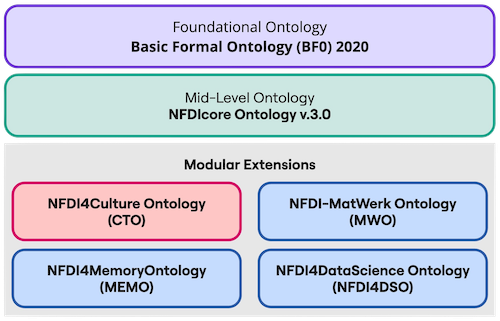 Foundational Ontology
Basic Formal Ontology (BF0) 2020
Mid-Level Ontology
NFDIcore Ontology v.3.0
Modular Extensions
NFDI4Culture Ontology
(CTO)
NFDI-MatWerk Ontology
(MWO)
NFDI4MemoryOntology
(MEMO)
NFDI4DataScience Ontology
(NFDI4DSO)